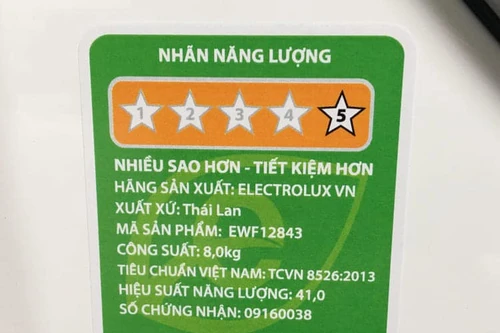 NHÃN NĂNG LƯỢNG
1 2 3 4 5
NHIỀU SAO HƠN - TIẾT KIỆM HƠN
HÃNG SẢN XUẤT: ELECTROLUX VN
XUẤT XỨ: Thái Lan
MÃ SẢN PHẨM: EWF12843
CÔNG SUẤT: 8,0kg
TIÊU CHUẨN VIỆT NAM: TCVN 8526:2013
HIỆU SUẤT NĂNG LƯỢNG: 41,0
SỐ CHỨNG NHẬN: 09160038